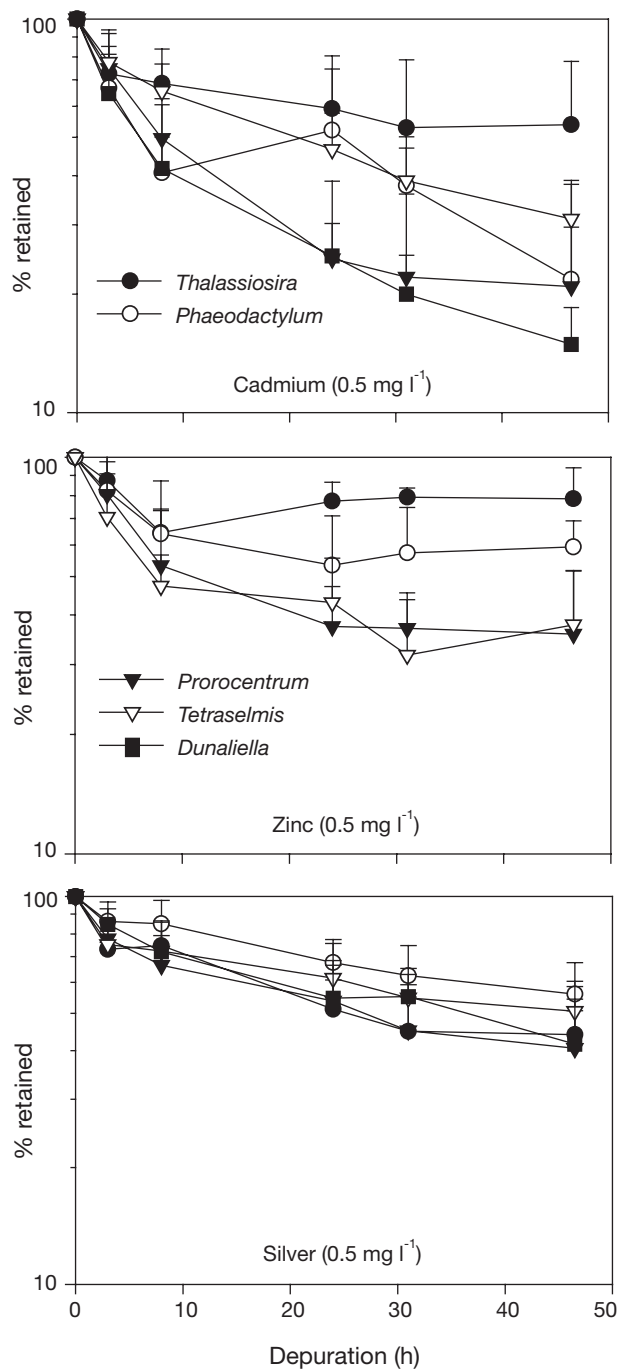 100
% retained
Thalassiosira
Phaeodactylum
Cadmium (0.5 mg l⁻¹)
10
100
% retained
Prorocentrum
Tetraselmis
Dunaliella
Zinc (0.5 mg l⁻¹)
10
100
% retained
Silver (0.5 mg l⁻¹)
10
0 10 20 30 40 50
Depuration (h)